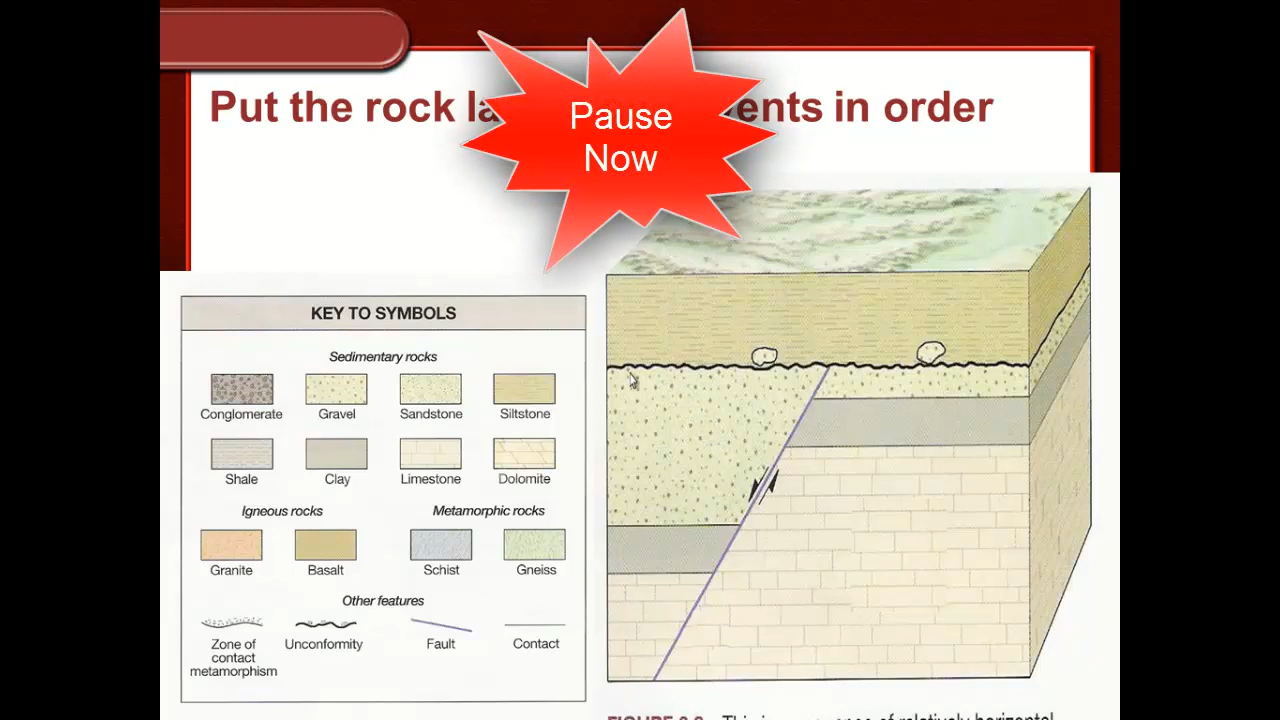 Put the rock la
ents in order
Pause
Now
KEY TO SYMBOLS
Sedimentary rocks
Conglomerate Gravel Sandstone Siltstone
Shale Clay Limestone Dolomite
Igneous rocks Metamorphic rocks
Granite Basalt Schist Gneiss
Other features
Zone of contact metamorphism Unconformity Fault Contact